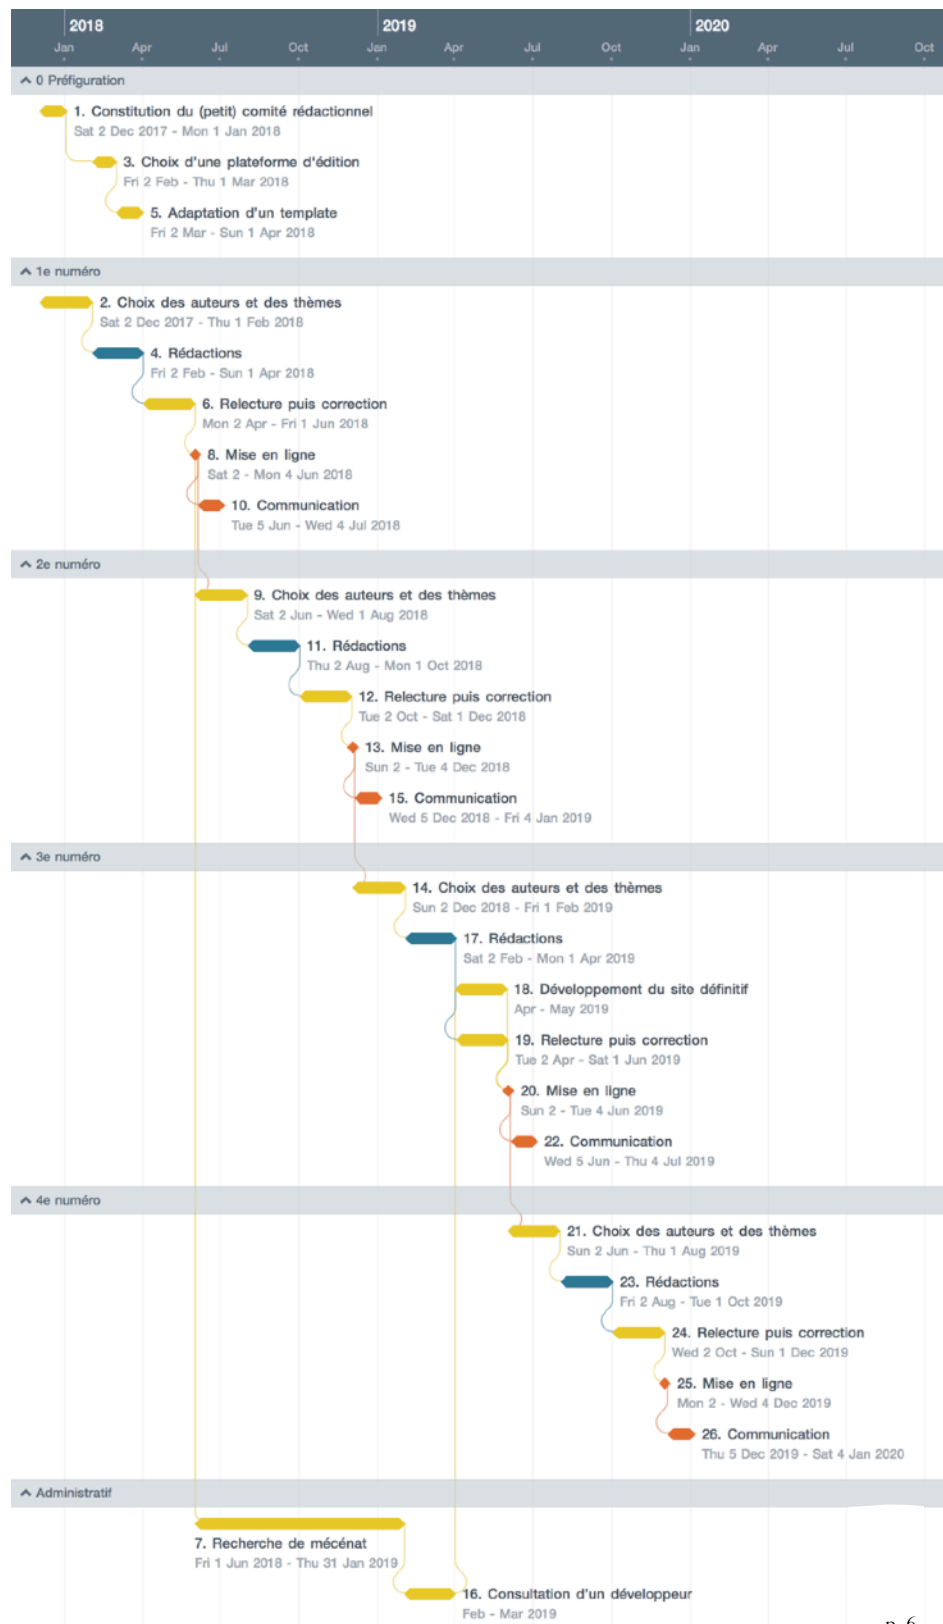 2018 2019 2020
Jan Apr Jul Oct Jan Apr Jul Oct Jan Apr Jul Oct
0 Préfiguration
1. Constitution du (petit) comité rédactionnel
Sat 2 Dec 2017 - Mon 1 Jan 2018
3. Choix d'une plateforme d'édition
Fri 2 Feb - Thu 1 Mar 2018
5. Adaptation d'un template
Fri 2 Mar - Sun 1 Apr 2018
1e numéro
2. Choix des auteurs et des thèmes
Sat 2 Dec 2017 - Thu 1 Feb 2018
4. Rédactions
Fri 2 Feb - Sun 1 Apr 2018
6. Relecture puis correction
Mon 2 Apr - Fri 1 Jun 2018
8. Mise en ligne
Sat 2 - Mon 4 Jun 2018
10. Communication
Tue 5 Jun - Wed 4 Jul 2018
2e numéro
9. Choix des auteurs et des thèmes
Sat 2 Jun - Wed 1 Aug 2018
11. Rédactions
Thu 2 Aug - Mon 1 Oct 2018
12. Relecture puis correction
Tue 2 Oct - Sat 1 Dec 2018
13. Mise en ligne
Sun 2 - Tue 4 Dec 2018
15. Communication
Wed 5 Dec 2018 - Fri 4 Jan 2019
3e numéro
14. Choix des auteurs et des thèmes
Sun 2 Dec 2018 - Fri 1 Feb 2019
17. Rédactions
Sat 2 Feb - Mon 1 Apr 2019
18. Développement du site définitif
Apr - May 2019
19. Relecture puis correction
Tue 2 Apr - Sat 1 Jun 2019
20. Mise en ligne
Sun 2 - Tue 4 Jun 2019
22. Communication
Wed 5 Jun - Thu 4 Jul 2019
4e numéro
21. Choix des auteurs et des thèmes
Sun 2 Jun - Thu 1 Aug 2019
23. Rédactions
Fri 2 Aug - Tue 1 Oct 2019
24. Relecture puis correction
Wed 2 Oct - Sun 1 Dec 2019
25. Mise en ligne
Mon 2 - Wed 4 Dec 2019
26. Communication
Thu 5 Dec 2019 - Sat 4 Jan 2020
Administratif
7. Recherche de mécénat
Fri 1 Jun 2018 - Thu 31 Jan 2019
16. Consultation d'un développeur
Feb - Mar 2019
p. 6